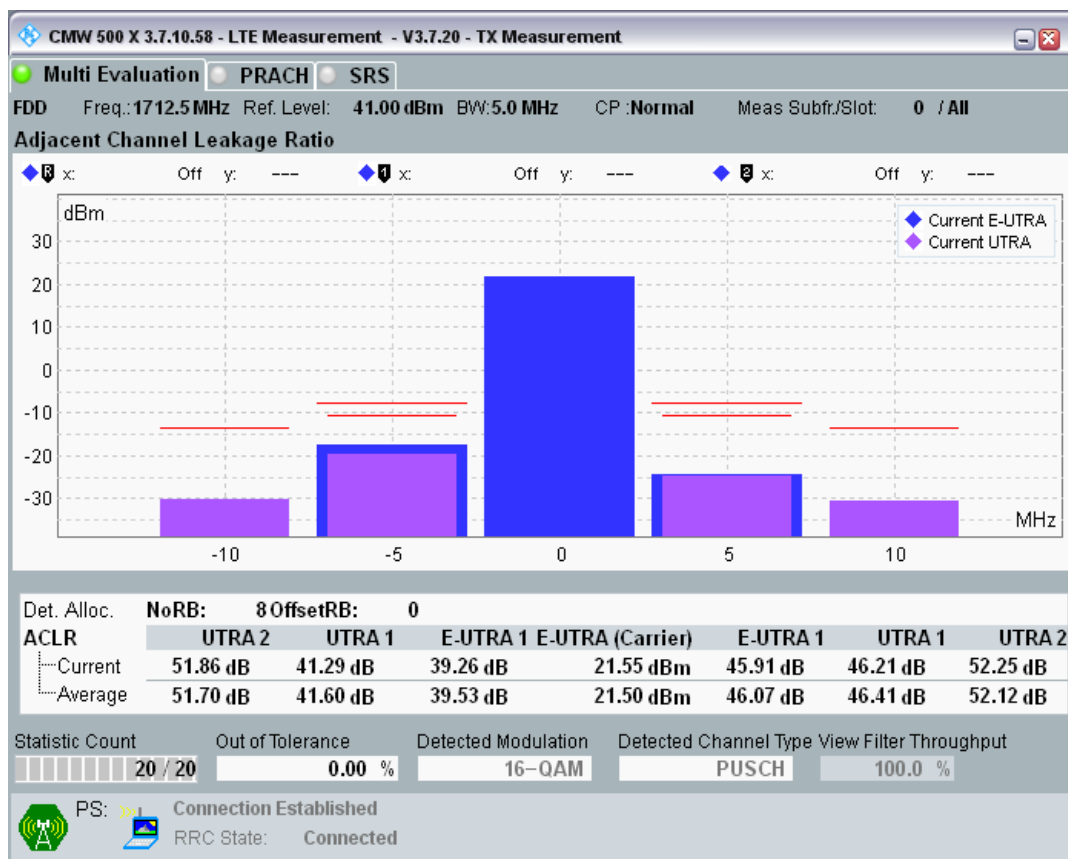 CMW 500 X 3.7.10.58 - LTE Measurement - V3.7.20 - TX Measurement
Multi Evaluation PRACH SRS
FDD Freq.: 1712.5 MHz Ref. Level: 41.00 dBm BW: 5.0 MHz CP : Normal Meas Subfr./Slot: 0 / All
Adjacent Channel Leakage Ratio
R x: Off y: --- 1 x: Off y: --- 2 x: Off y: ---
dBm
Current E-UTRA
Current UTRA
30
20
10
0
-10
-20
-30
MHz
-10 -5 0 5 10
Det. Alloc. NoRB: 8 OffsetRB: 0
ACLR UTRA 2 UTRA 1 E-UTRA 1 E-UTRA (Carrier) E-UTRA 1 UTRA 1 UTRA 2
Current 51.86 dB 41.29 dB 39.26 dB 21.55 dBm 45.91 dB 46.21 dB 52.25 dB
Average 51.70 dB 41.60 dB 39.53 dB 21.50 dBm 46.07 dB 46.41 dB 52.12 dB
Statistic Count Out of Tolerance Detected Modulation Detected Channel Type View Filter Throughput
20 / 20 0.00 % 16-QAM PUSCH 100.0 %
PS: Connection Established
RRC State: Connected